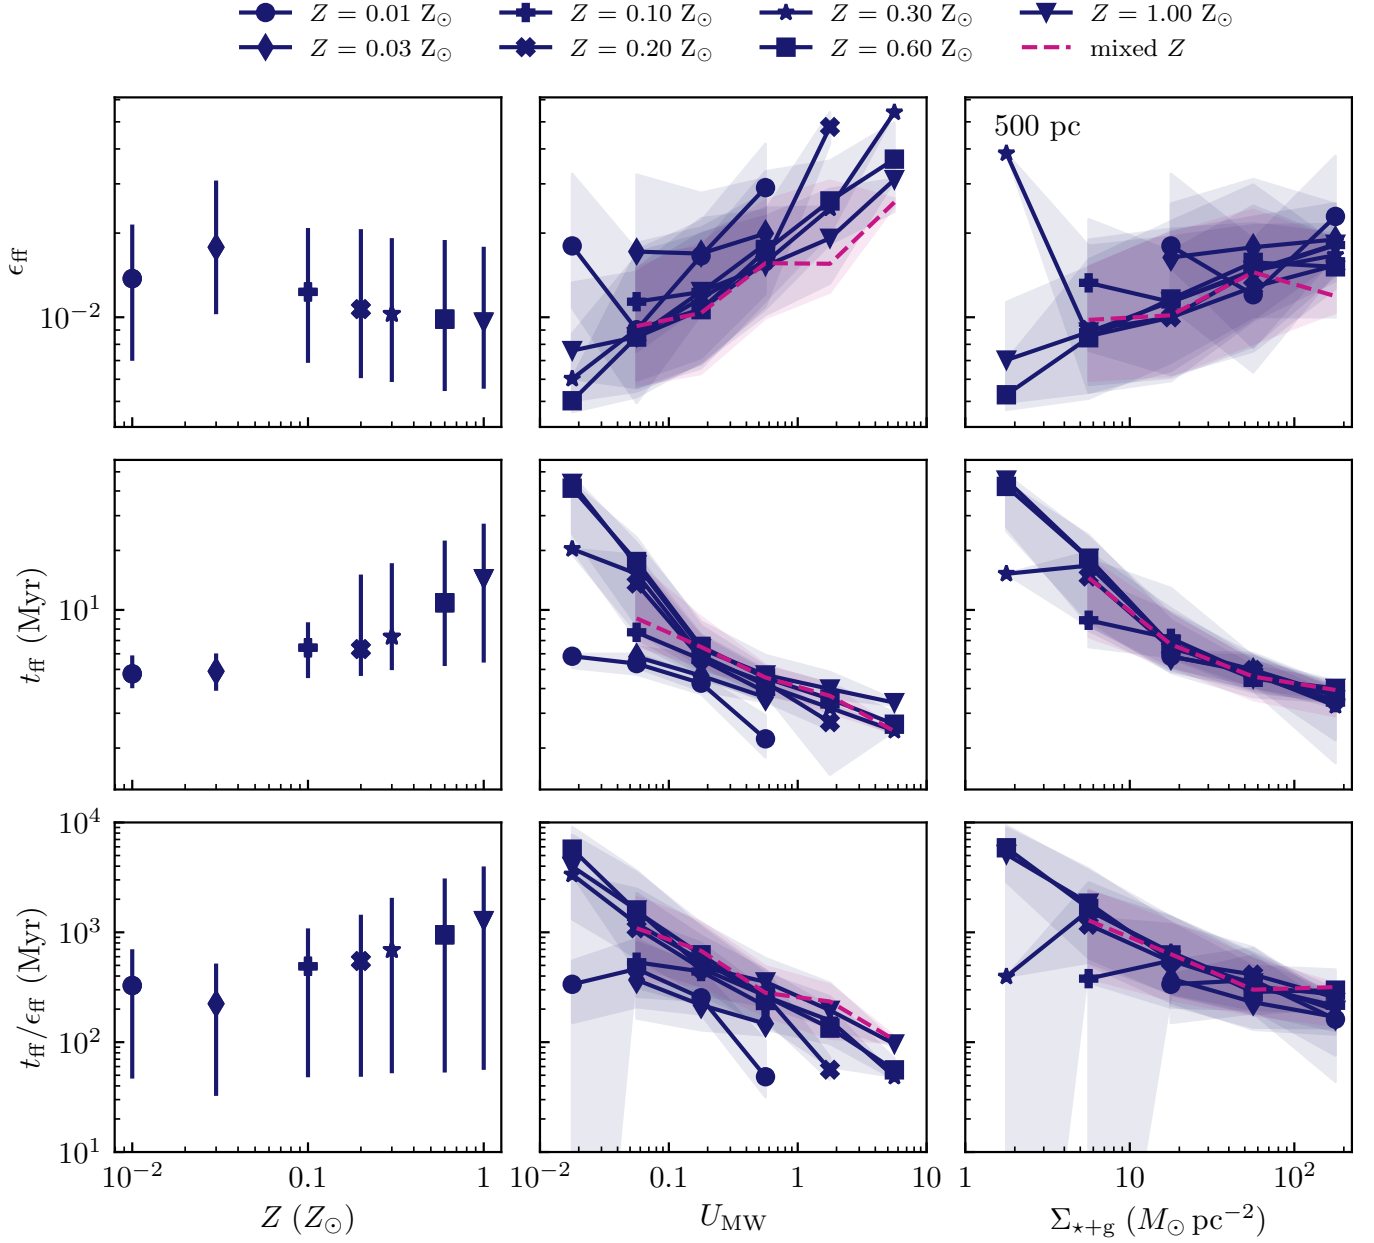 Z = 0.01 Z⊙ Z = 0.10 Z⊙ Z = 0.30 Z⊙ Z = 1.00 Z⊙
Z = 0.03 Z⊙ Z = 0.20 Z⊙ Z = 0.60 Z⊙ mixed Z
500 pc
ϵff
10⁻²
tff (Myr)
10¹
tff/ϵff (Myr)
10⁴
10³
10²
10¹
10⁻² 0.1 1 10⁻² 0.1 1 10 1 10 10²
Z (Z⊙) UMW Σ⋆+g (M⊙ pc⁻²)